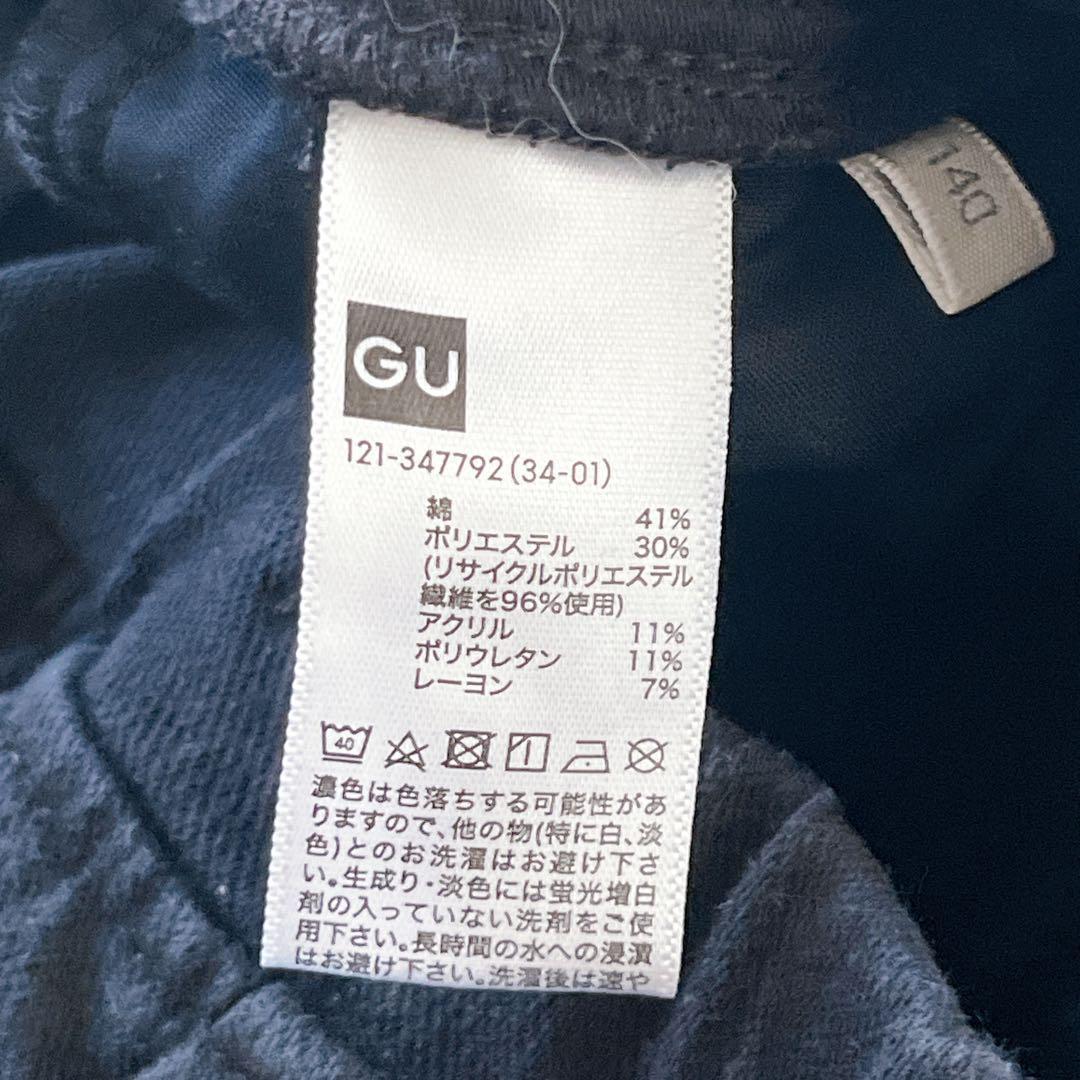 140
GU
121-347792(34-01)
綿 41%
ポリエステル 30%
(リサイクルポリエステル
繊維を96%使用)
アクリル 11%
ポリウレタン 11%
レーヨン 7%
40
濃色は色落ちする可能性があ
りますので、他の物(特に白、淡
色)とのお洗濯はお避け下さ
い。生成り・淡色には蛍光増白
剤の入っていない洗剤をご使
用下さい。長時間の水への浸漬
はお避け下さい。洗濯後は速や